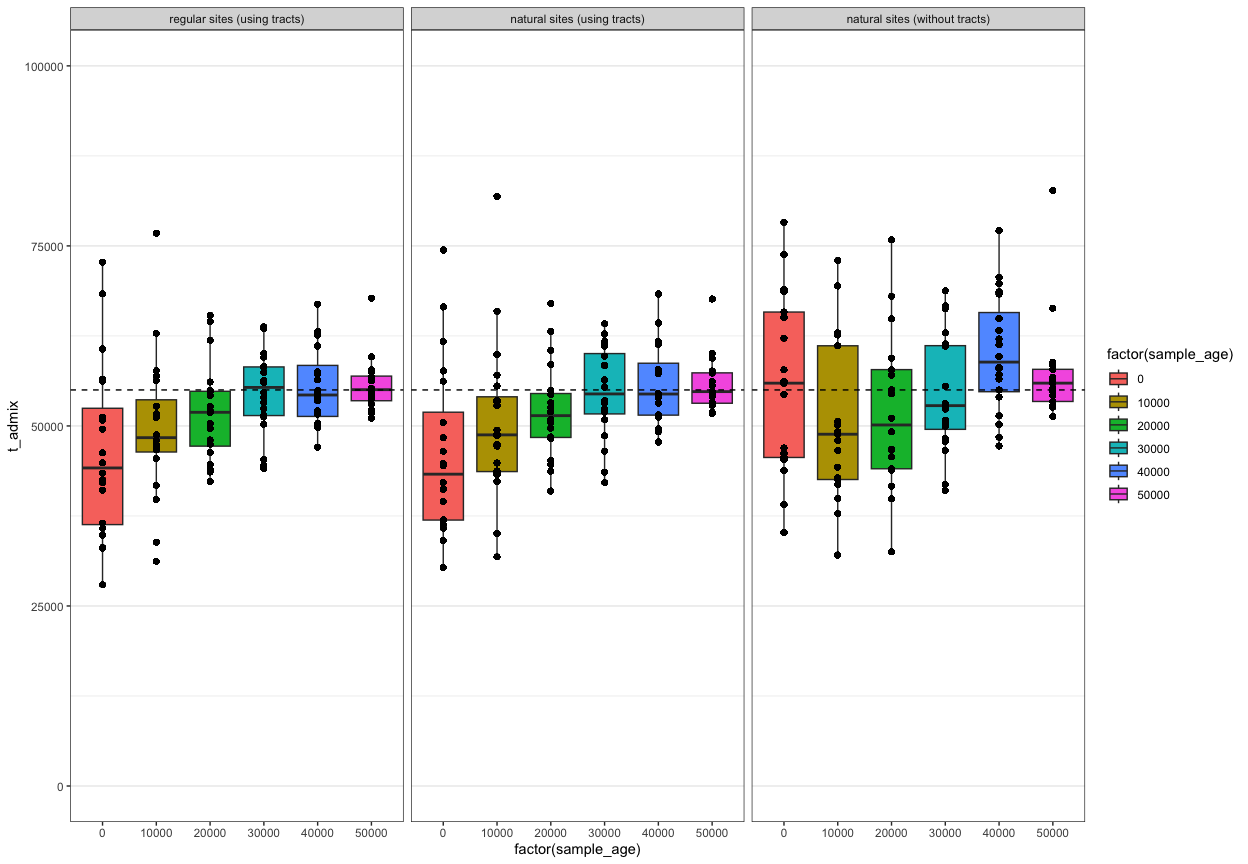 regular sites (using tracts)
natural sites (using tracts)
natural sites (without tracts)
t_admix
100000
75000
50000
25000
0
0 10000 20000 30000 40000 50000
0 10000 20000 30000 40000 50000
0 10000 20000 30000 40000 50000
factor(sample_age)
factor(sample_age)
0
10000
20000
30000
40000
50000